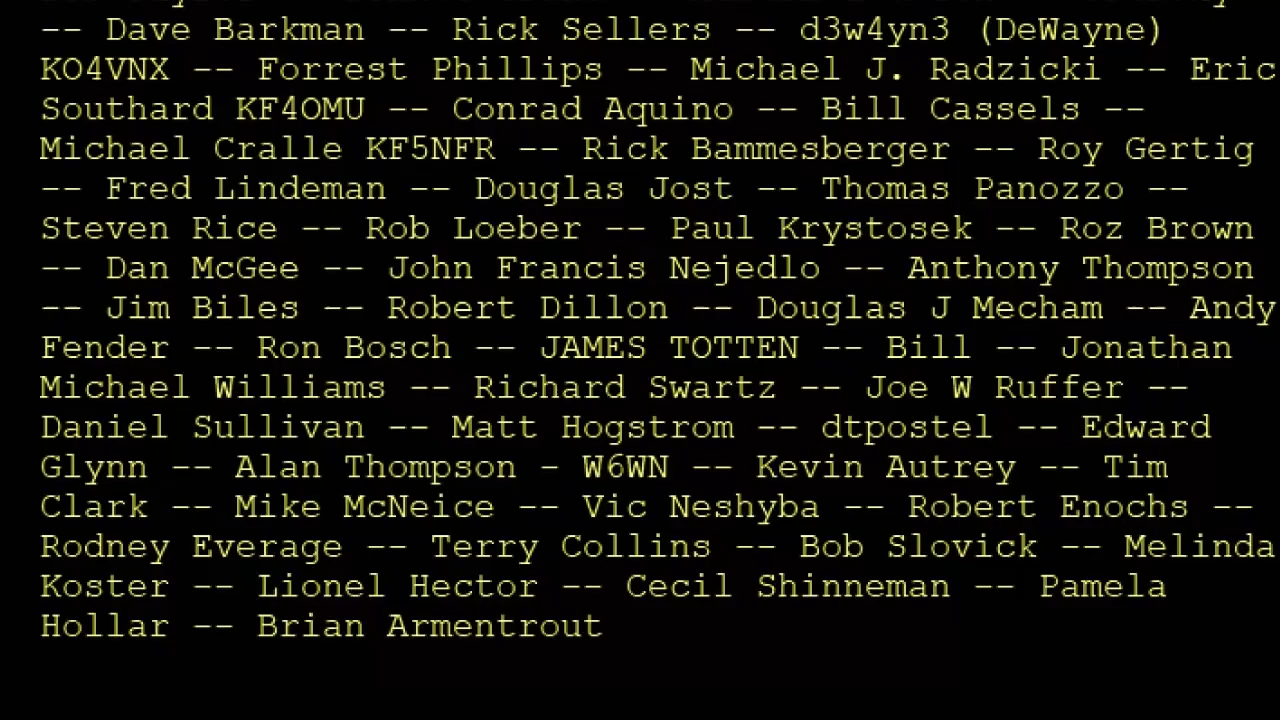 -- Dave Barkman -- Rick Sellers -- d3w4yn3 (DeWayne)
KO4VNX -- Forrest Phillips -- Michael J. Radzicki -- Eric
Southard KF4OMU -- Conrad Aquino -- Bill Cassels --
Michael Cralle KF5NFR -- Rick Bammesberger -- Roy Gertig
-- Fred Lindeman -- Douglas Jost -- Thomas Panozzo --
Steven Rice -- Rob Loeber -- Paul Krystosek -- Roz Brown
-- Dan McGee -- John Francis Nejedlo -- Anthony Thompson
-- Jim Biles -- Robert Dillon -- Douglas J Mecham -- Andy
Fender -- Ron Bosch -- JAMES TOTTEN -- Bill -- Jonathan
Michael Williams -- Richard Swartz -- Joe W Ruffer --
Daniel Sullivan -- Matt Hogstrom -- dtpostel -- Edward
Glynn -- Alan Thompson - W6WN -- Kevin Autrey -- Tim
Clark -- Mike McNeice -- Vic Neshyba -- Robert Enochs --
Rodney Everage -- Terry Collins -- Bob Slovick -- Melinda
Koster -- Lionel Hector -- Cecil Shinneman -- Pamela
Hollar -- Brian Armentrout